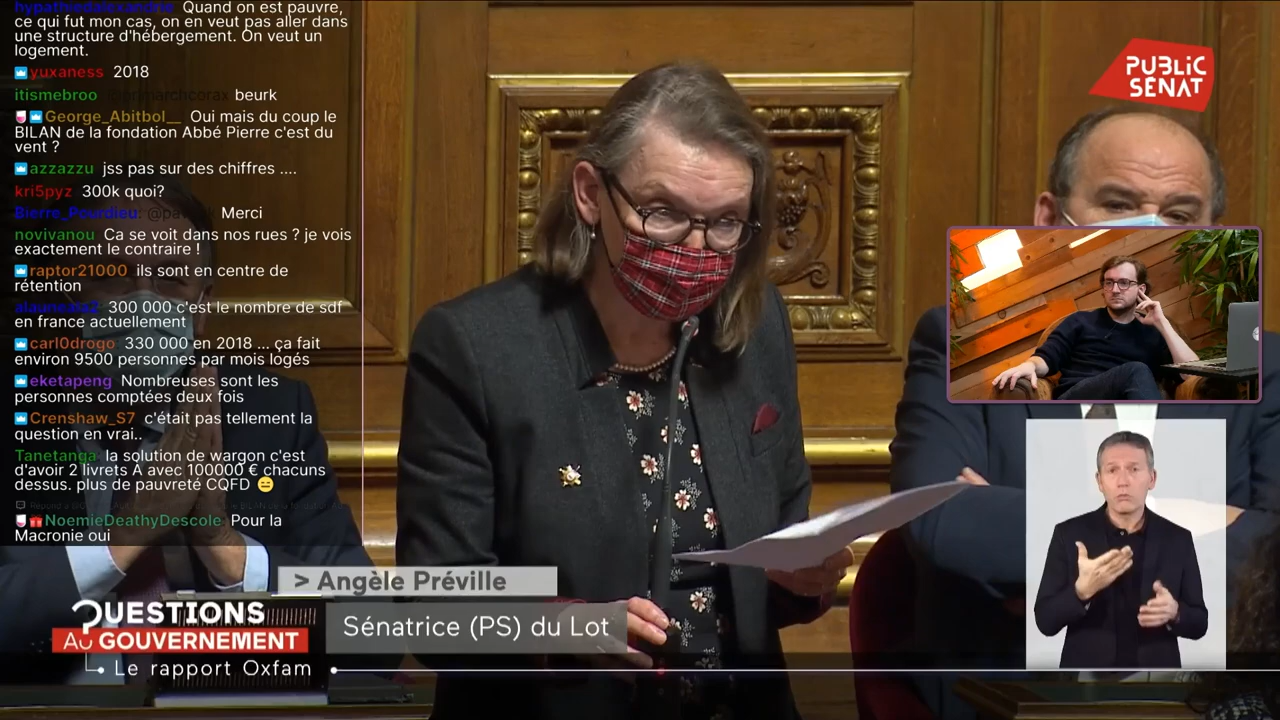 hypathiedalexandrie Quand on est pauvre,
ce qui fut mon cas, on en veut pas aller dans
une structure d'hébergement. On veut un
logement.
yuxaness 2018
itismebroo beurk
George_Abitbol__ Oui mais du coup le
BILAN de la fondation Abbé Pierre c'est du
vent ?
azzazzu jss pas sur des chiffres ....
kri5pyz 300k quoi?
Bierre_Pourdieu: Merci
novivanou Ca se voit dans nos rues ? je vois
exactement le contraire !
raptor21000 ils sont en centre de
rétention
300 000 c'est le nombre de sdf
en france actuellement
carl0drogo 330 000 en 2018 ... ça fait
environ 9500 personnes par mois logés
eketapeng Nombreuses sont les
personnes comptées deux fois
Crenshaw_S7 c'était pas tellement la
question en vrai..
Tanetanga la solution de wargon c'est
d'avoir 2 livrets A avec 100000 € chacuns
dessus. plus de pauvreté CQFD 😑
NoemieDeathyDescole Pour la
Macronie oui
PUBLIC
SÉNAT
> Angèle Préville
Sénatrice (PS) du Lot
QUESTIONS
AU GOUVERNEMENT
Le rapport Oxfam